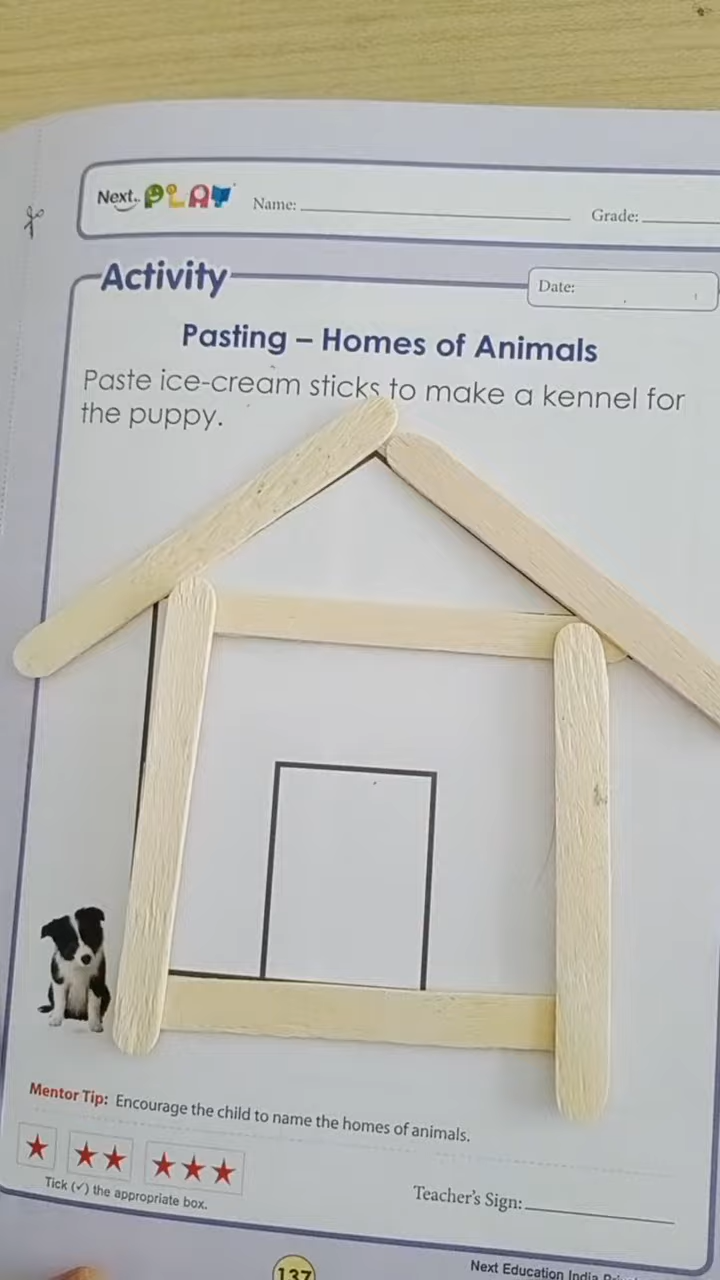 Next PLAY Name: Grade:
Activity
Date:
Pasting – Homes of Animals
Paste ice-cream sticks to make a kennel for
the puppy.
Mentor Tip: Encourage the child to name the homes of animals.
Tick (✓) the appropriate box.
Teacher's Sign:
137
Next Education India